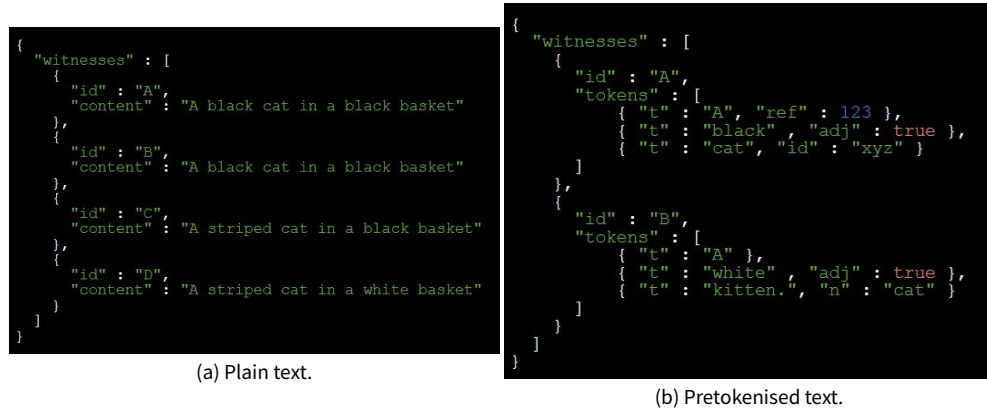 {
"witnesses" : [
{
"id" : "A",
"content" : "A black cat in a black basket"
},
{
"id" : "B",
"content" : "A black cat in a black basket"
},
{
"id" : "C",
"content" : "A striped cat in a black basket"
},
{
"id" : "D",
"content" : "A striped cat in a white basket"
}
]
}
(a) Plain text.
{
"witnesses" : [
{
"id" : "A",
"tokens" : [
{ "t" : "A", "ref" : 123 },
{ "t" : "black" , "adj" : true },
{ "t" : "cat", "id" : "xyz" }
]
},
{
"id" : "B",
"tokens" : [
{ "t" : "A" },
{ "t" : "white" , "adj" : true },
{ "t" : "kitten.", "n" : "cat" }
]
}
]
}
(b) Pretokenised text.